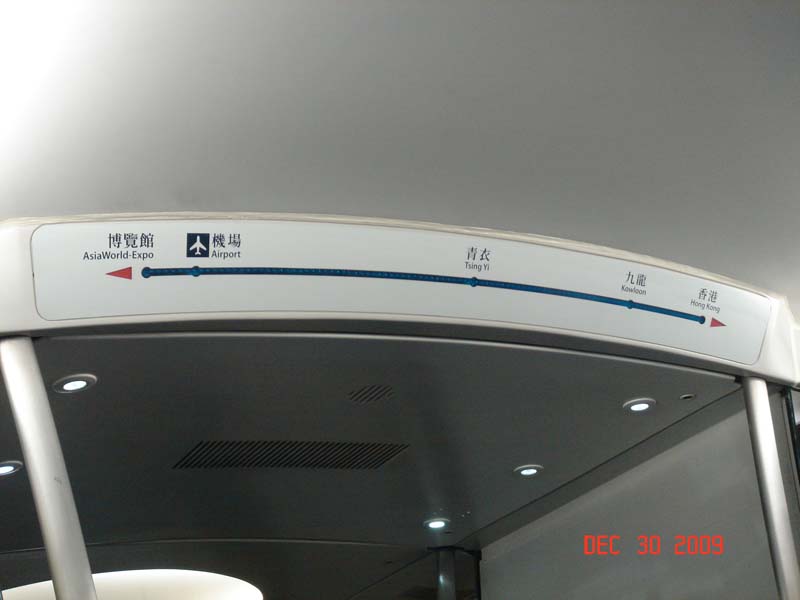 博覽館
AsiaWorld-Expo
機場
Airport
青衣
Tsing Yi
九龍
Kowloon
香港
Hong Kong
DEC 30 2009